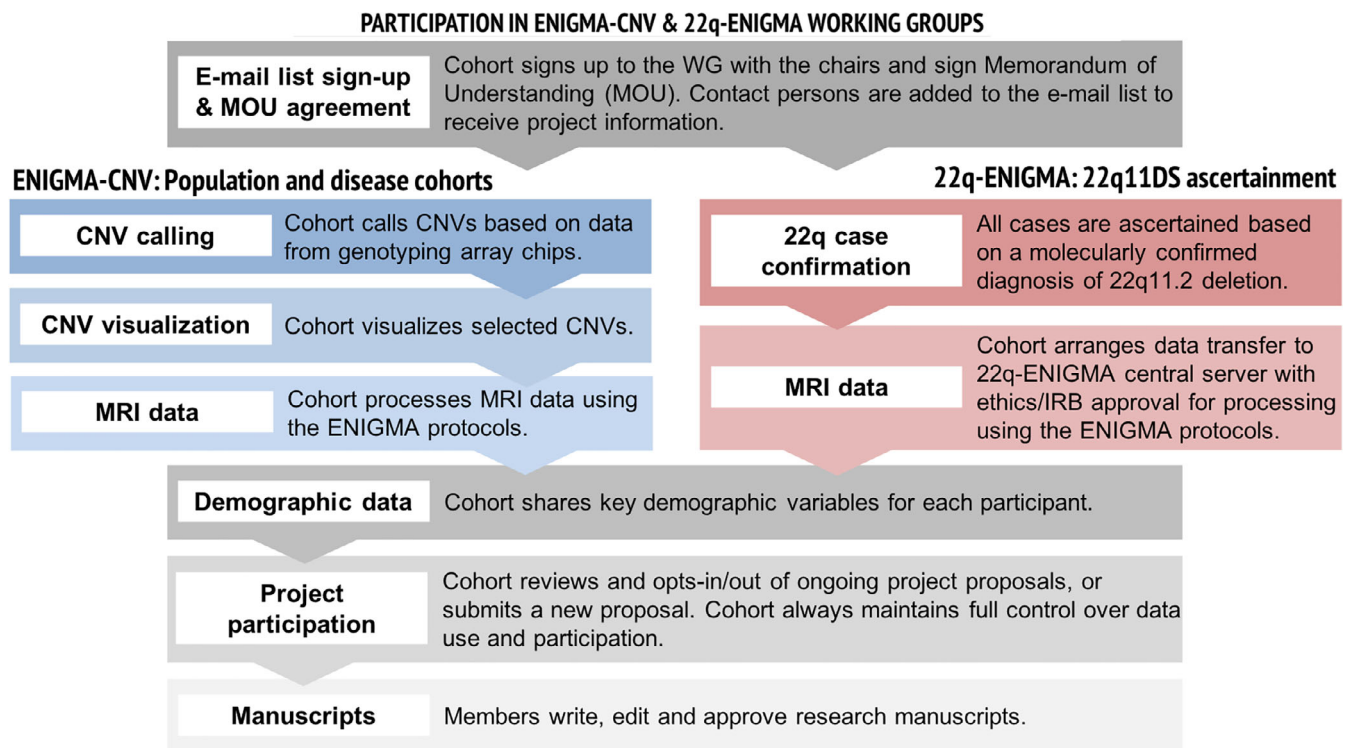 PARTICIPATION IN ENIGMA-CNV & 22q-ENIGMA WORKING GROUPS
E-mail list sign-up
& MOU agreement
Cohort signs up to the WG with the chairs and sign Memorandum of
Understanding (MOU). Contact persons are added to the e-mail list to
receive project information.
ENIGMA-CNV: Population and disease cohorts
CNV calling
Cohort calls CNVs based on data
from genotyping array chips.
CNV visualization
Cohort visualizes selected CNVs.
MRI data
Cohort processes MRI data using
the ENIGMA protocols.
22q-ENIGMA: 22q11DS ascertainment
22q case
confirmation
All cases are ascertained based
on a molecularly confirmed
diagnosis of 22q11.2 deletion.
MRI data
Cohort arranges data transfer to
22q-ENIGMA central server with
ethics/IRB approval for processing
using the ENIGMA protocols.
Demographic data
Cohort shares key demographic variables for each participant.
Project
participation
Cohort reviews and opts-in/out of ongoing project proposals, or
submits a new proposal. Cohort always maintains full control over data
use and participation.
Manuscripts
Members write, edit and approve research manuscripts.